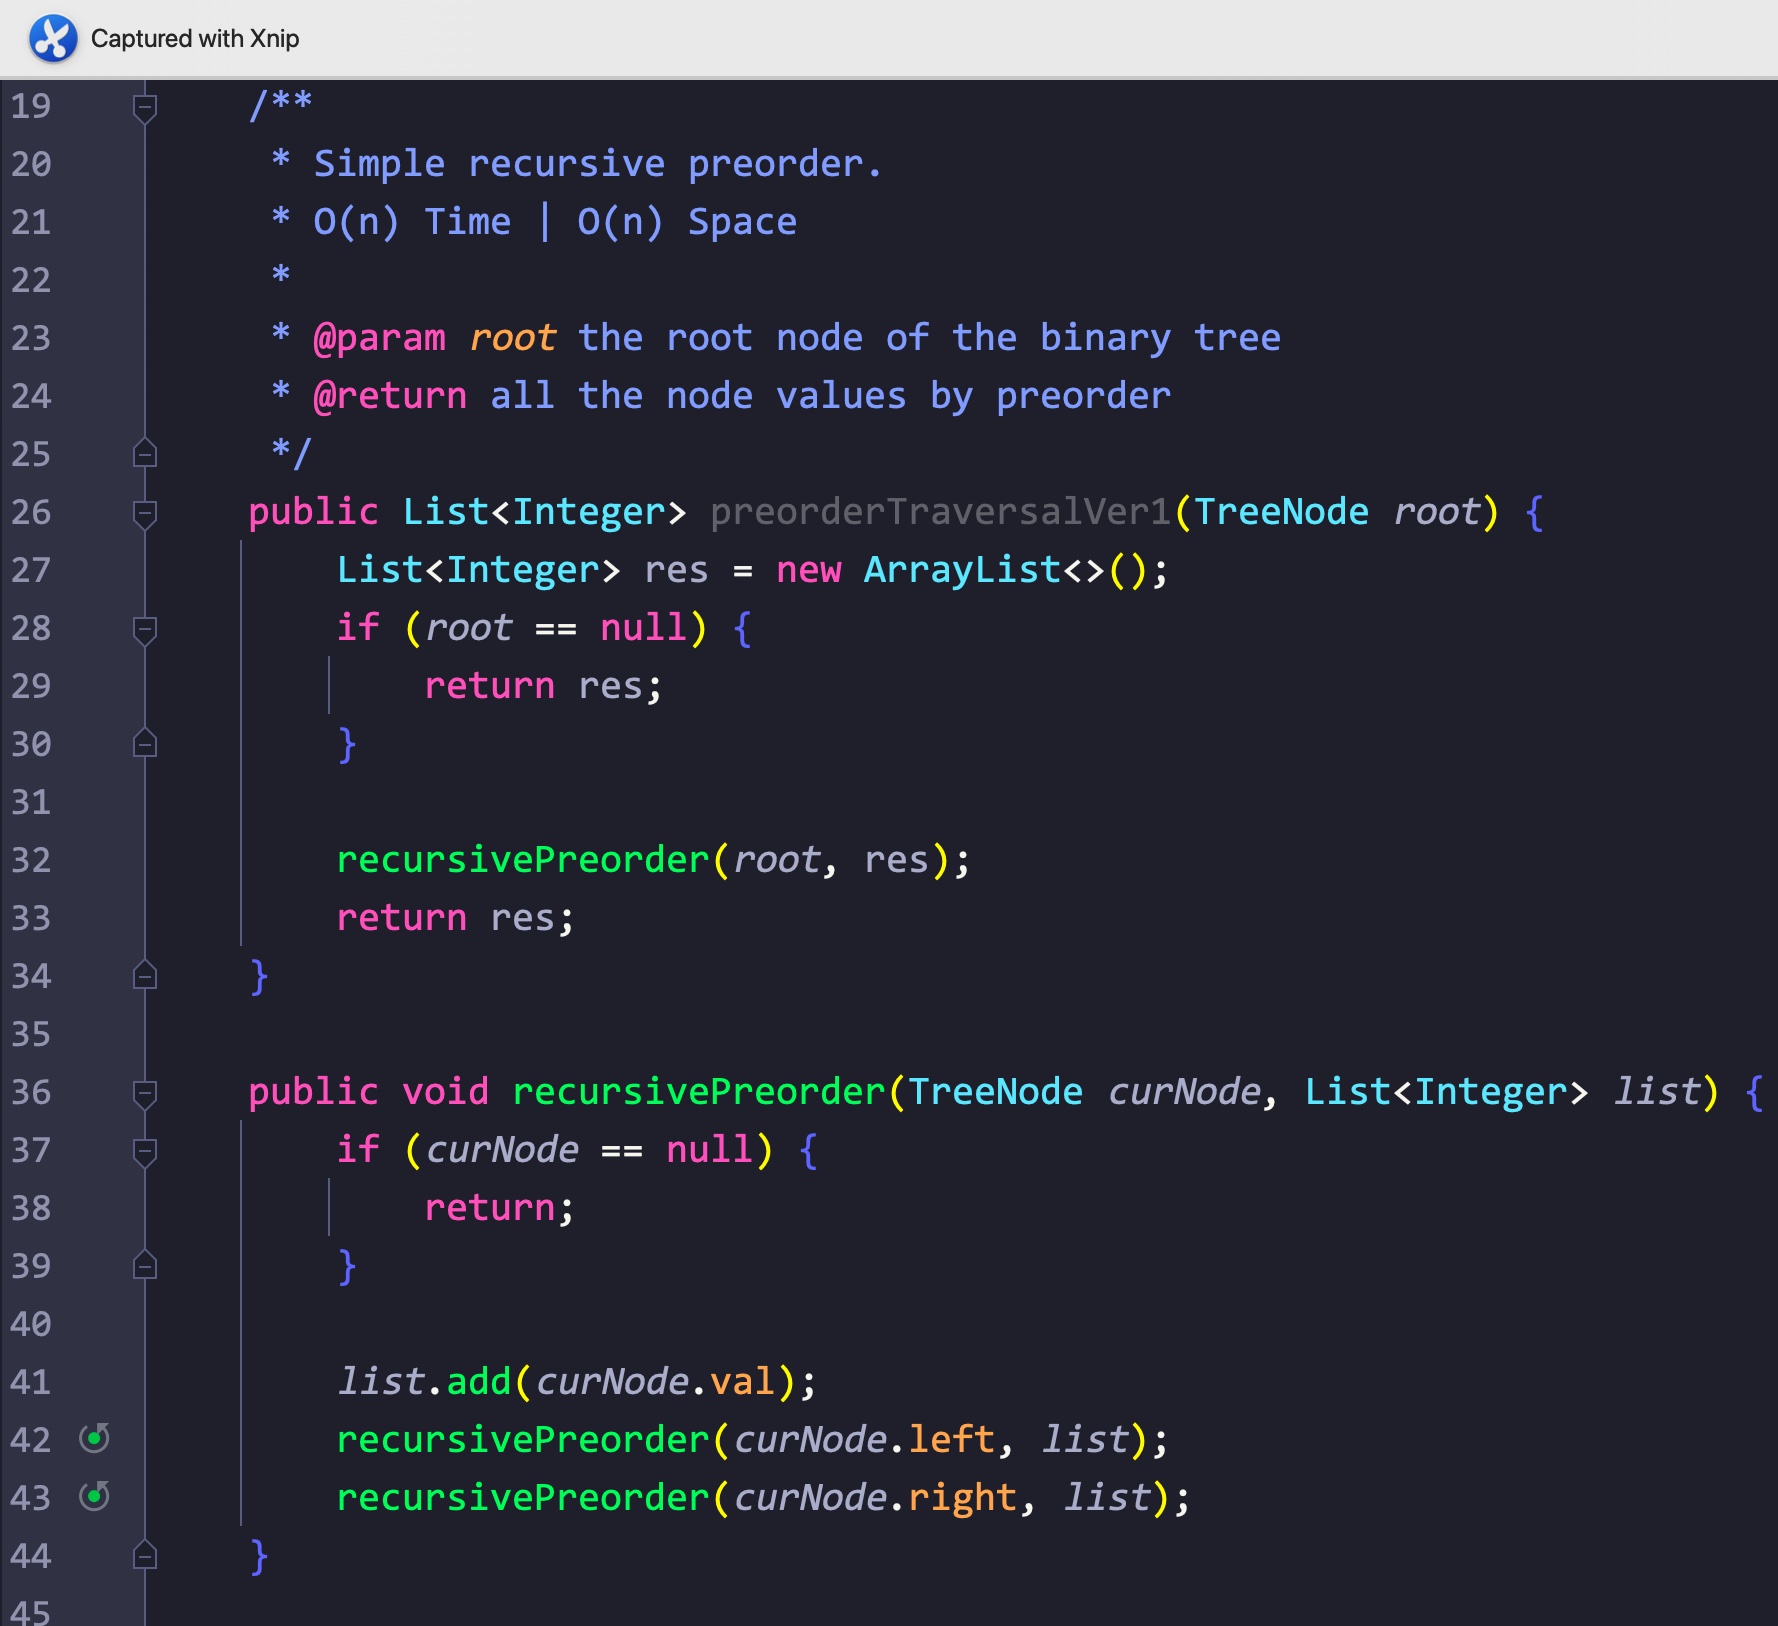 Captured with Xnip
19 /**
20 * Simple recursive preorder.
21 * O(n) Time | O(n) Space
22 *
23 * @param root the root node of the binary tree
24 * @return all the node values by preorder
25 */
26 public List<Integer> preorderTraversalVer1(TreeNode root) {
27 List<Integer> res = new ArrayList<>();
28 if (root == null) {
29 return res;
30 }
31
32 recursivePreorder(root, res);
33 return res;
34 }
35
36 public void recursivePreorder(TreeNode curNode, List<Integer> list) {
37 if (curNode == null) {
38 return;
39 }
40
41 list.add(curNode.val);
42 recursivePreorder(curNode.left, list);
43 recursivePreorder(curNode.right, list);
44 }
45